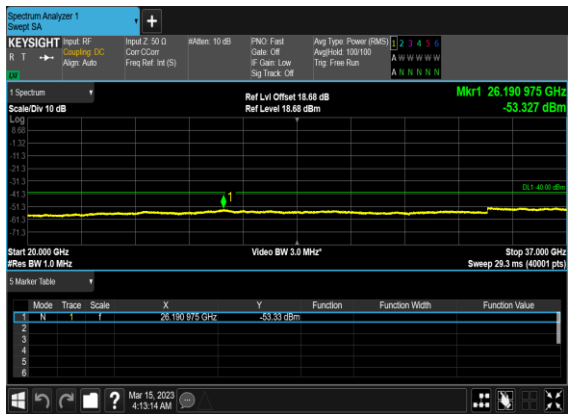 Spectrum Analyzer 1
Swept SA
KEYSIGHT
R T
Input: RF
Coupling: DC
Align: Auto
Input Z: 50 Ω
Corr CCorr
Freq Ref: Int (S)
#Atten: 10 dB
PNO: Fast
Gate: Off
IF Gain: Low
Sig Track: Off
Avg Type: Power (RMS)
Avg|Hold: 100/100
Trig: Free Run
1 2 3 4 5 6
A W W W W W
A N N N N N
1 Spectrum
Scale/Div 10 dB
Ref Lvl Offset 18.68 dB
Ref Level 18.68 dBm
Mkr1 26.190 975 GHz
-53.327 dBm
Log
8.68
-1.32
-11.3
-21.3
-31.3
-41.3
-51.3
-61.3
-71.3
DL1 -40.00 dBm
1
Start 20.000 GHz
#Res BW 1.0 MHz
Video BW 3.0 MHz*
Stop 37.000 GHz
Sweep 29.3 ms (40001 pts)
5 Marker Table
Mode Trace Scale X Y Function Function Width Function Value
1 N 1 f 26.190 975 GHz -53.33 dBm
2
3
4
5
6
Mar 15, 2023
4:13:14 AM